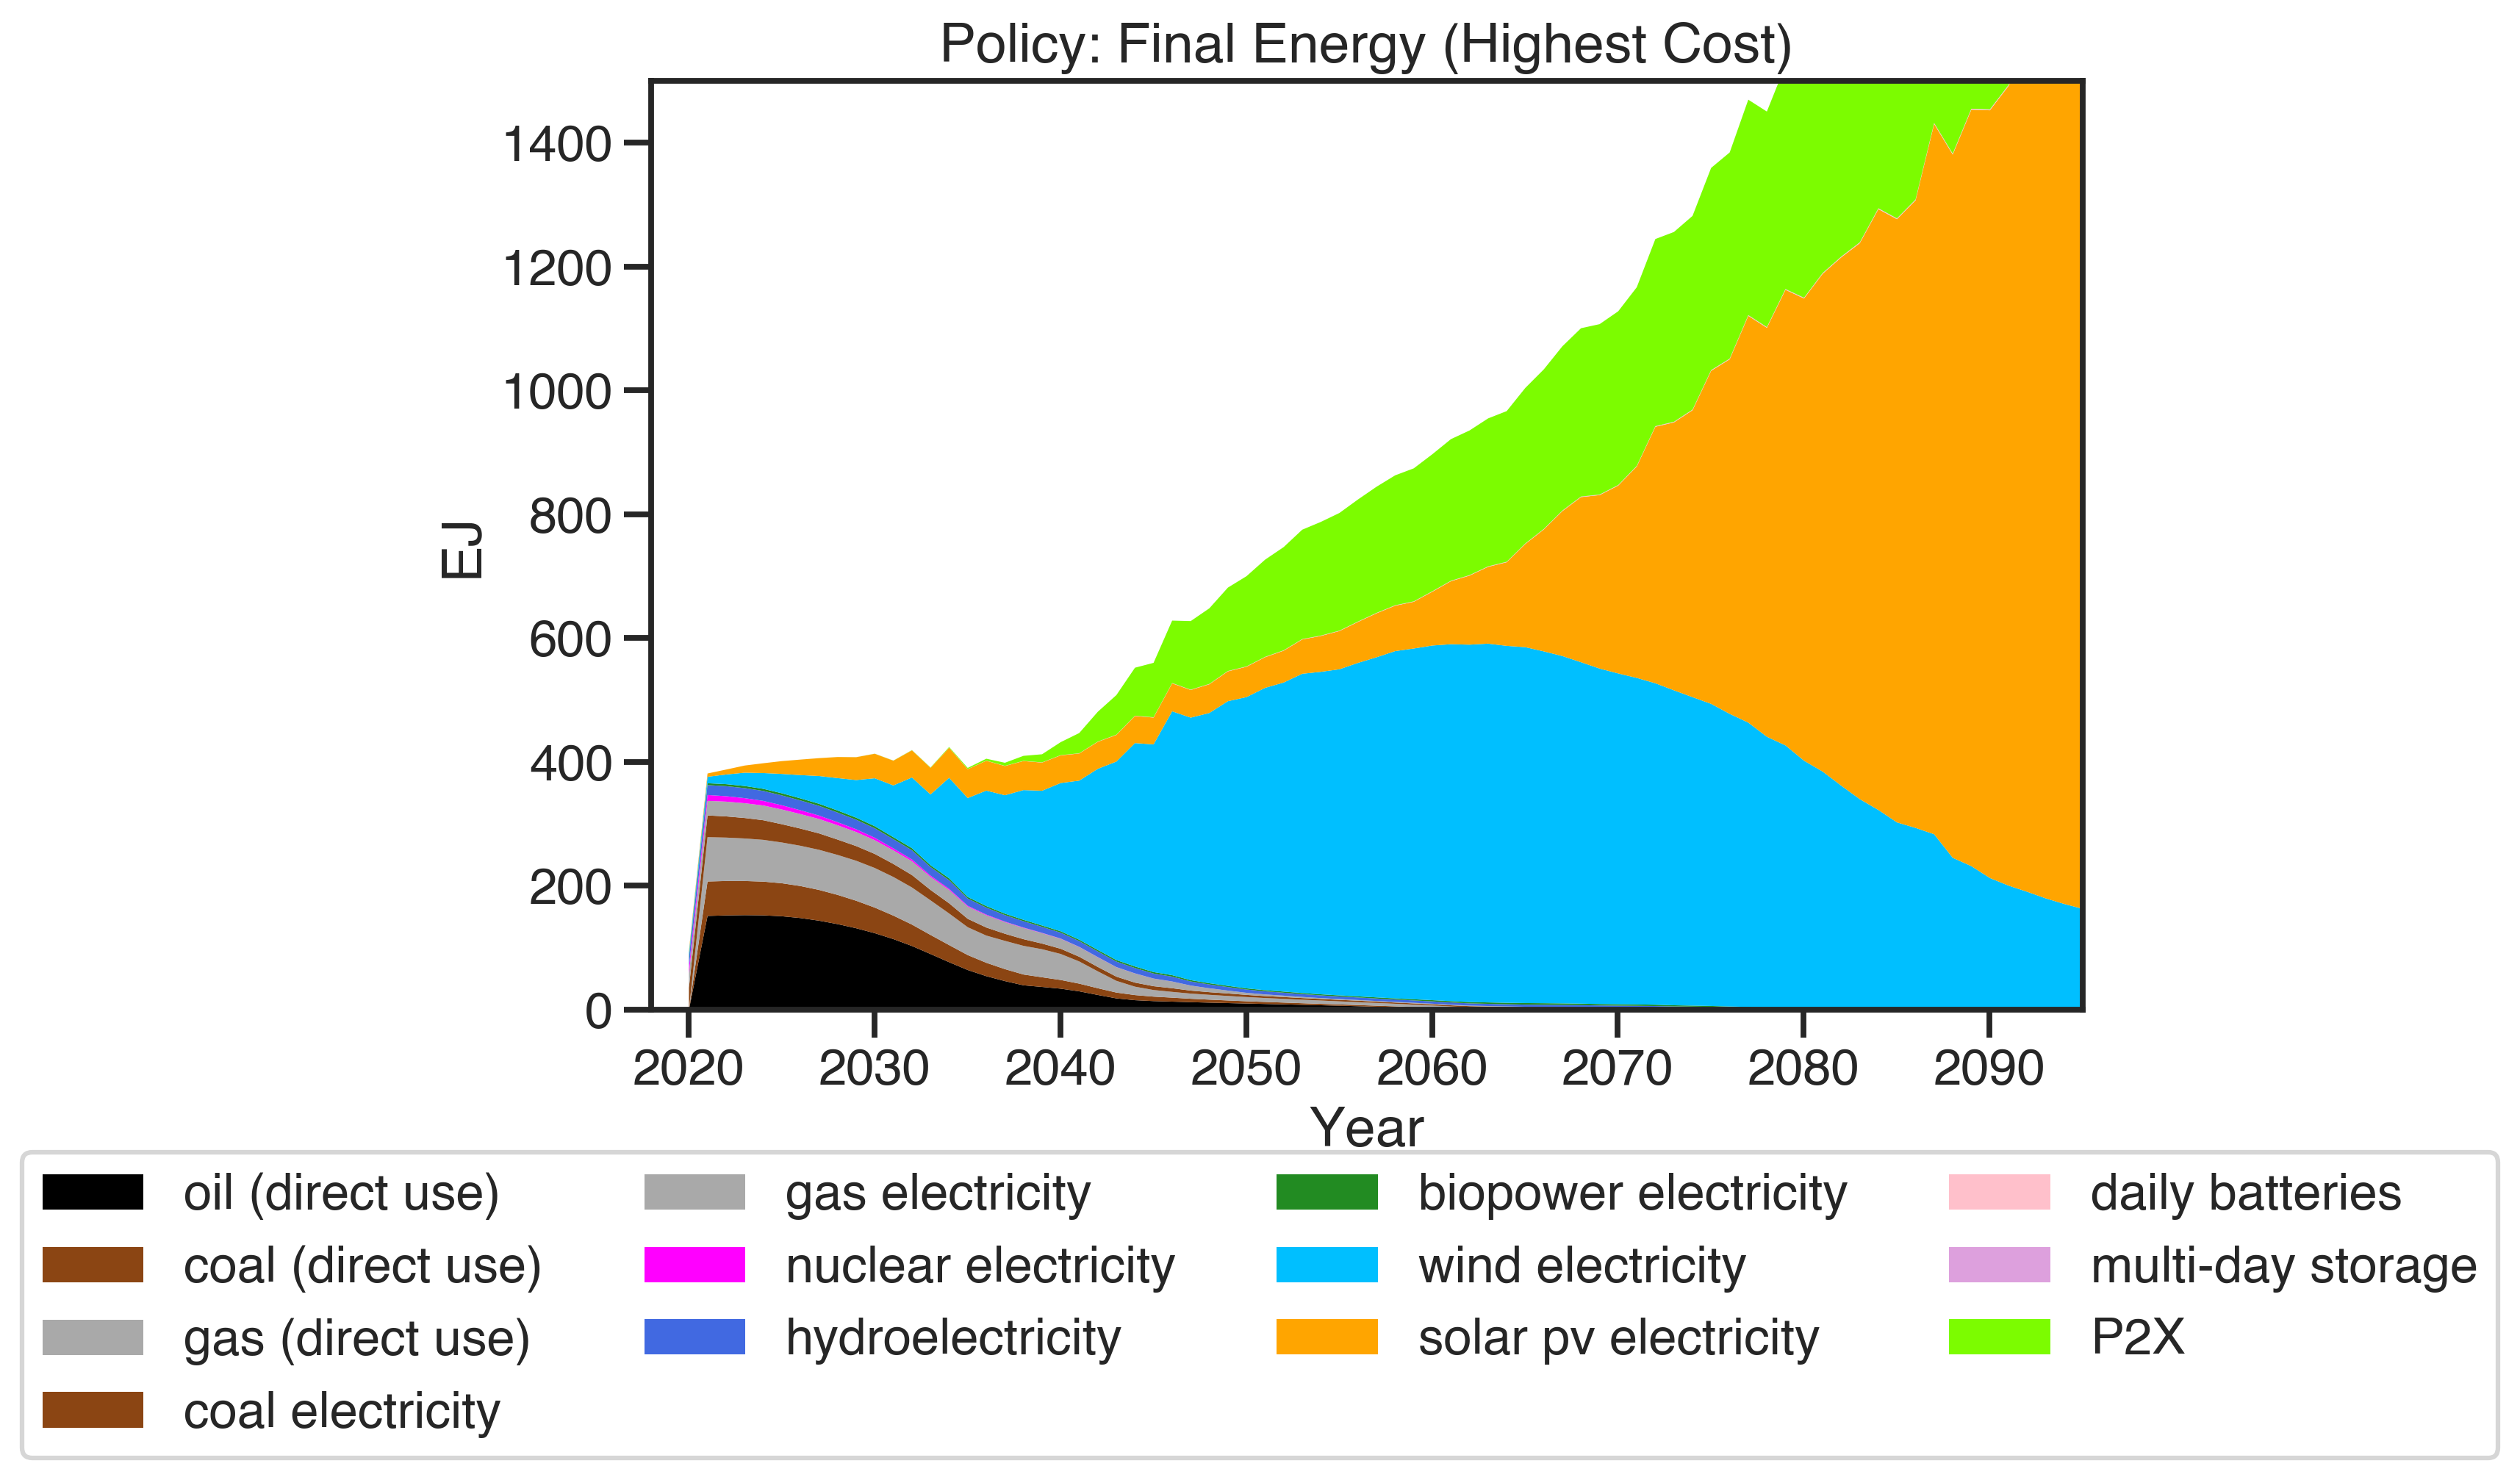 Policy: Final Energy (Highest Cost)
1400
1200
1000
800
600
400
200
0
EJ
2020 2030 2040 2050 2060 2070 2080 2090
Year
oil (direct use)
coal (direct use)
gas (direct use)
coal electricity
gas electricity
nuclear electricity
hydroelectricity
biopower electricity
wind electricity
solar pv electricity
daily batteries
multi-day storage
P2X